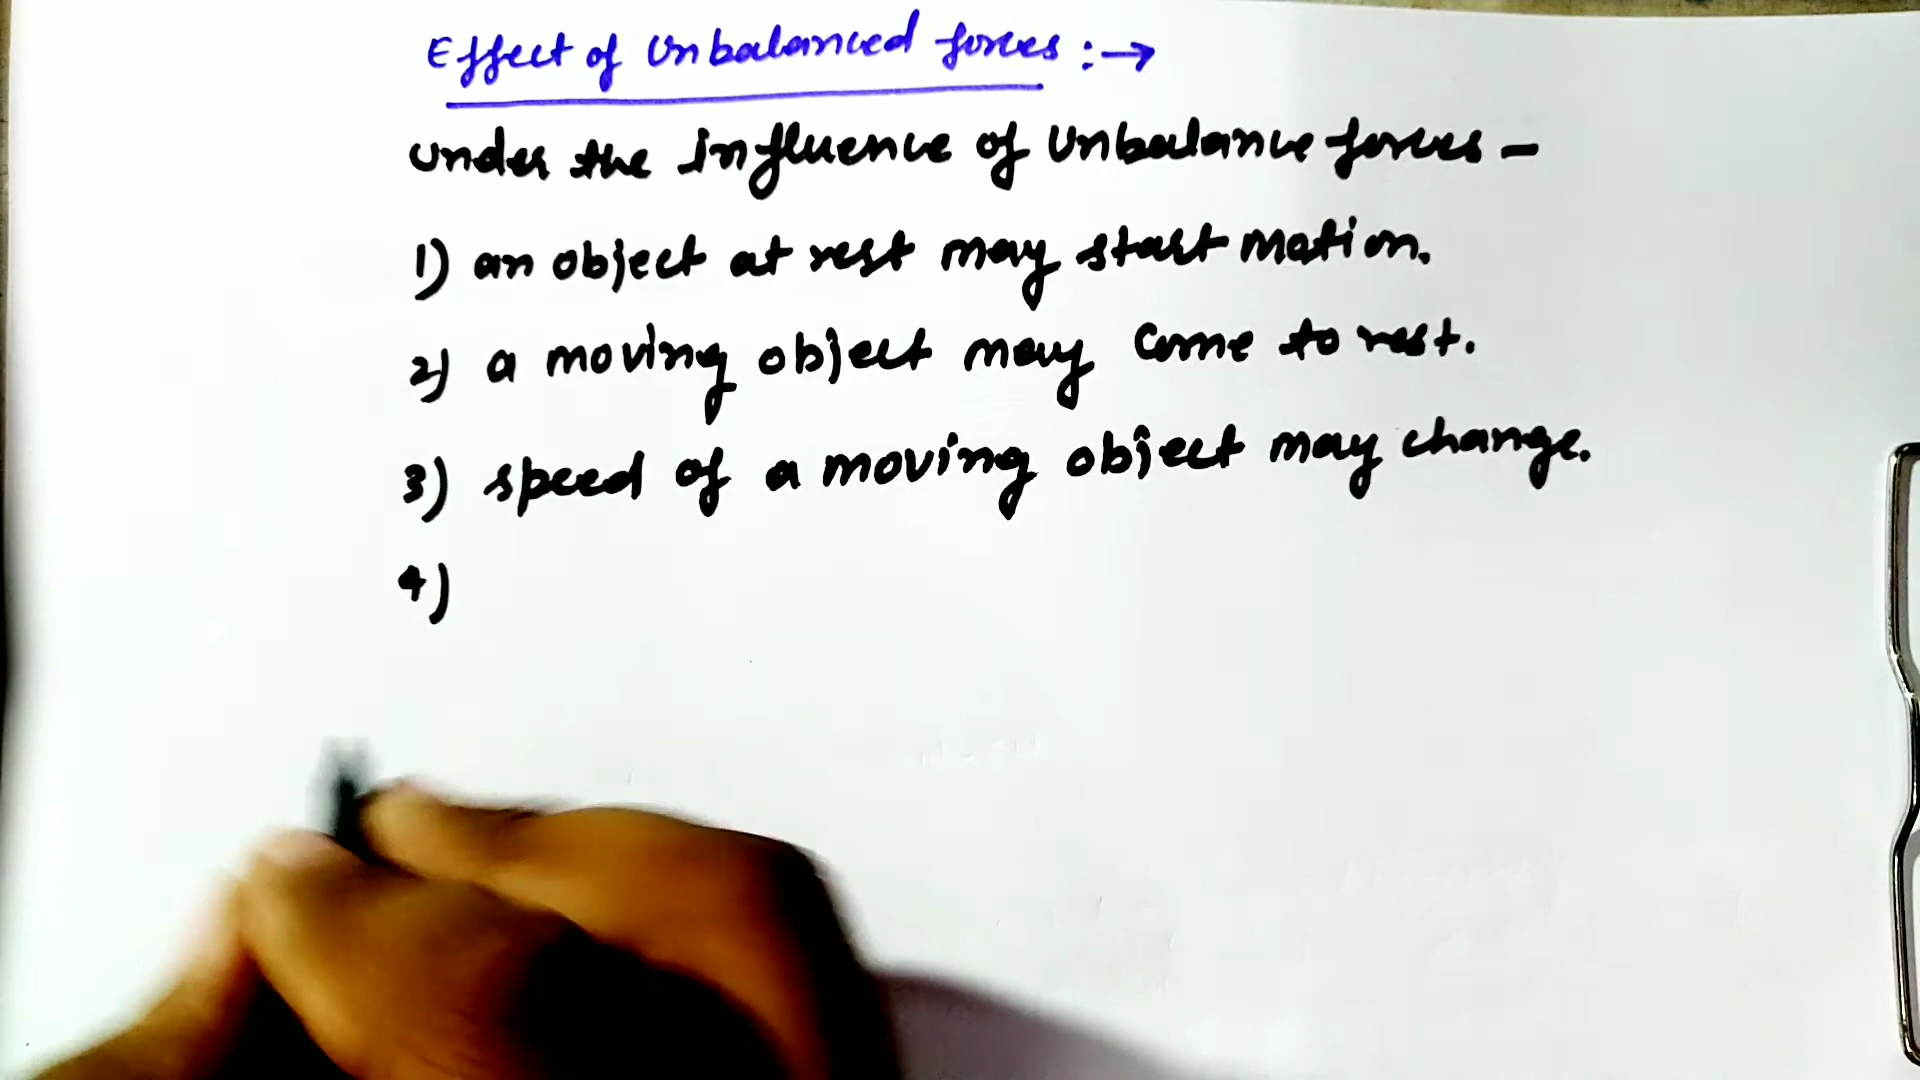 Effect of Unbalanced forces :→
Under the influence of Unbalance forces -
1) an object at rest may start motion.
2) a moving object may come to rest.
3) speed of a moving object may change.
4)